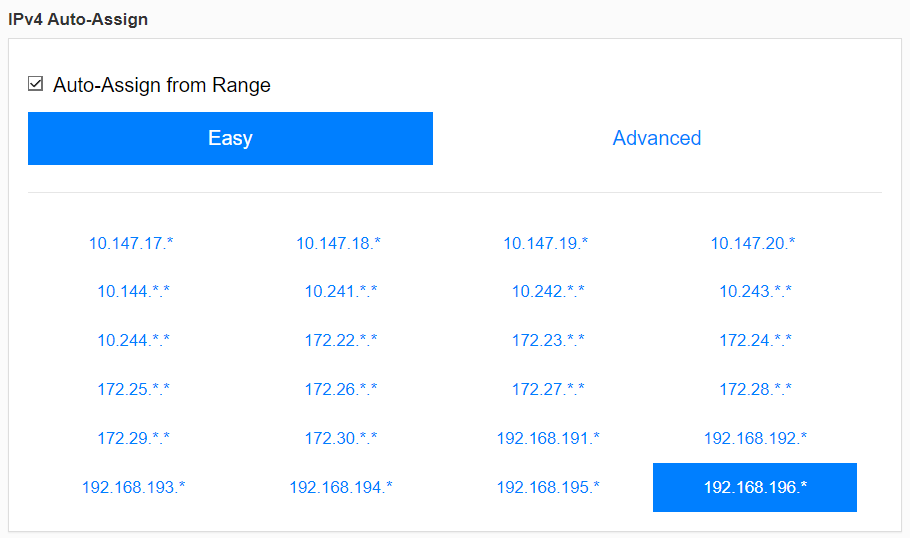 IPv4 Auto-Assign
Auto-Assign from Range
Easy Advanced
10.147.17.* 10.147.18.* 10.147.19.* 10.147.20.*
10.144.*.* 10.241.*.* 10.242.*.* 10.243.*.*
10.244.*.* 172.22.*.* 172.23.*.* 172.24.*.*
172.25.*.* 172.26.*.* 172.27.*.* 172.28.*.*
172.29.*.* 172.30.*.* 192.168.191.* 192.168.192.*
192.168.193.* 192.168.194.* 192.168.195.* 192.168.196.*